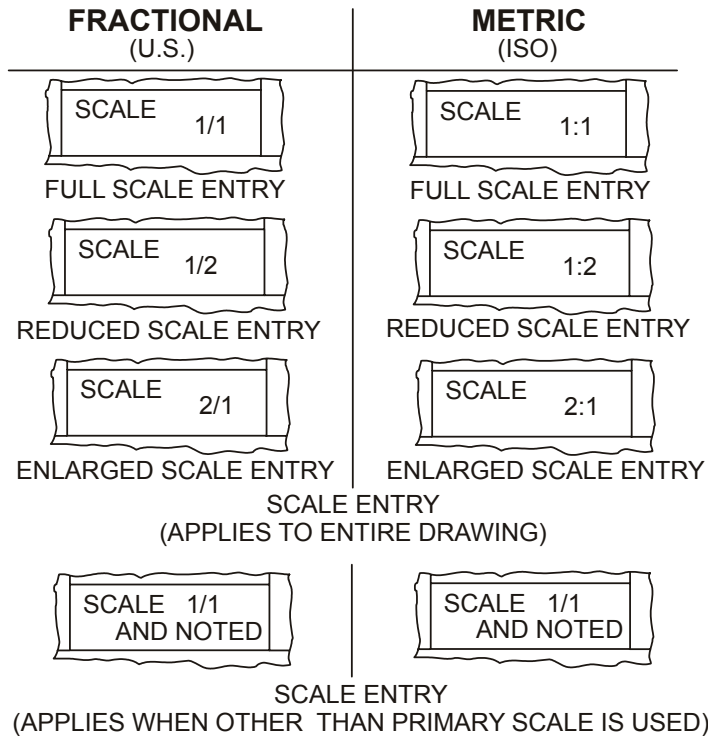 FRACTIONAL
(U.S.)
METRIC
(ISO)
SCALE
1/1
FULL SCALE ENTRY
SCALE
1:1
FULL SCALE ENTRY
SCALE
1/2
REDUCED SCALE ENTRY
SCALE
1:2
REDUCED SCALE ENTRY
SCALE
2/1
ENLARGED SCALE ENTRY
SCALE
2:1
ENLARGED SCALE ENTRY
SCALE ENTRY
(APPLIES TO ENTIRE DRAWING)
SCALE 1/1
AND NOTED
SCALE 1/1
AND NOTED
SCALE ENTRY
(APPLIES WHEN OTHER THAN PRIMARY SCALE IS USED)